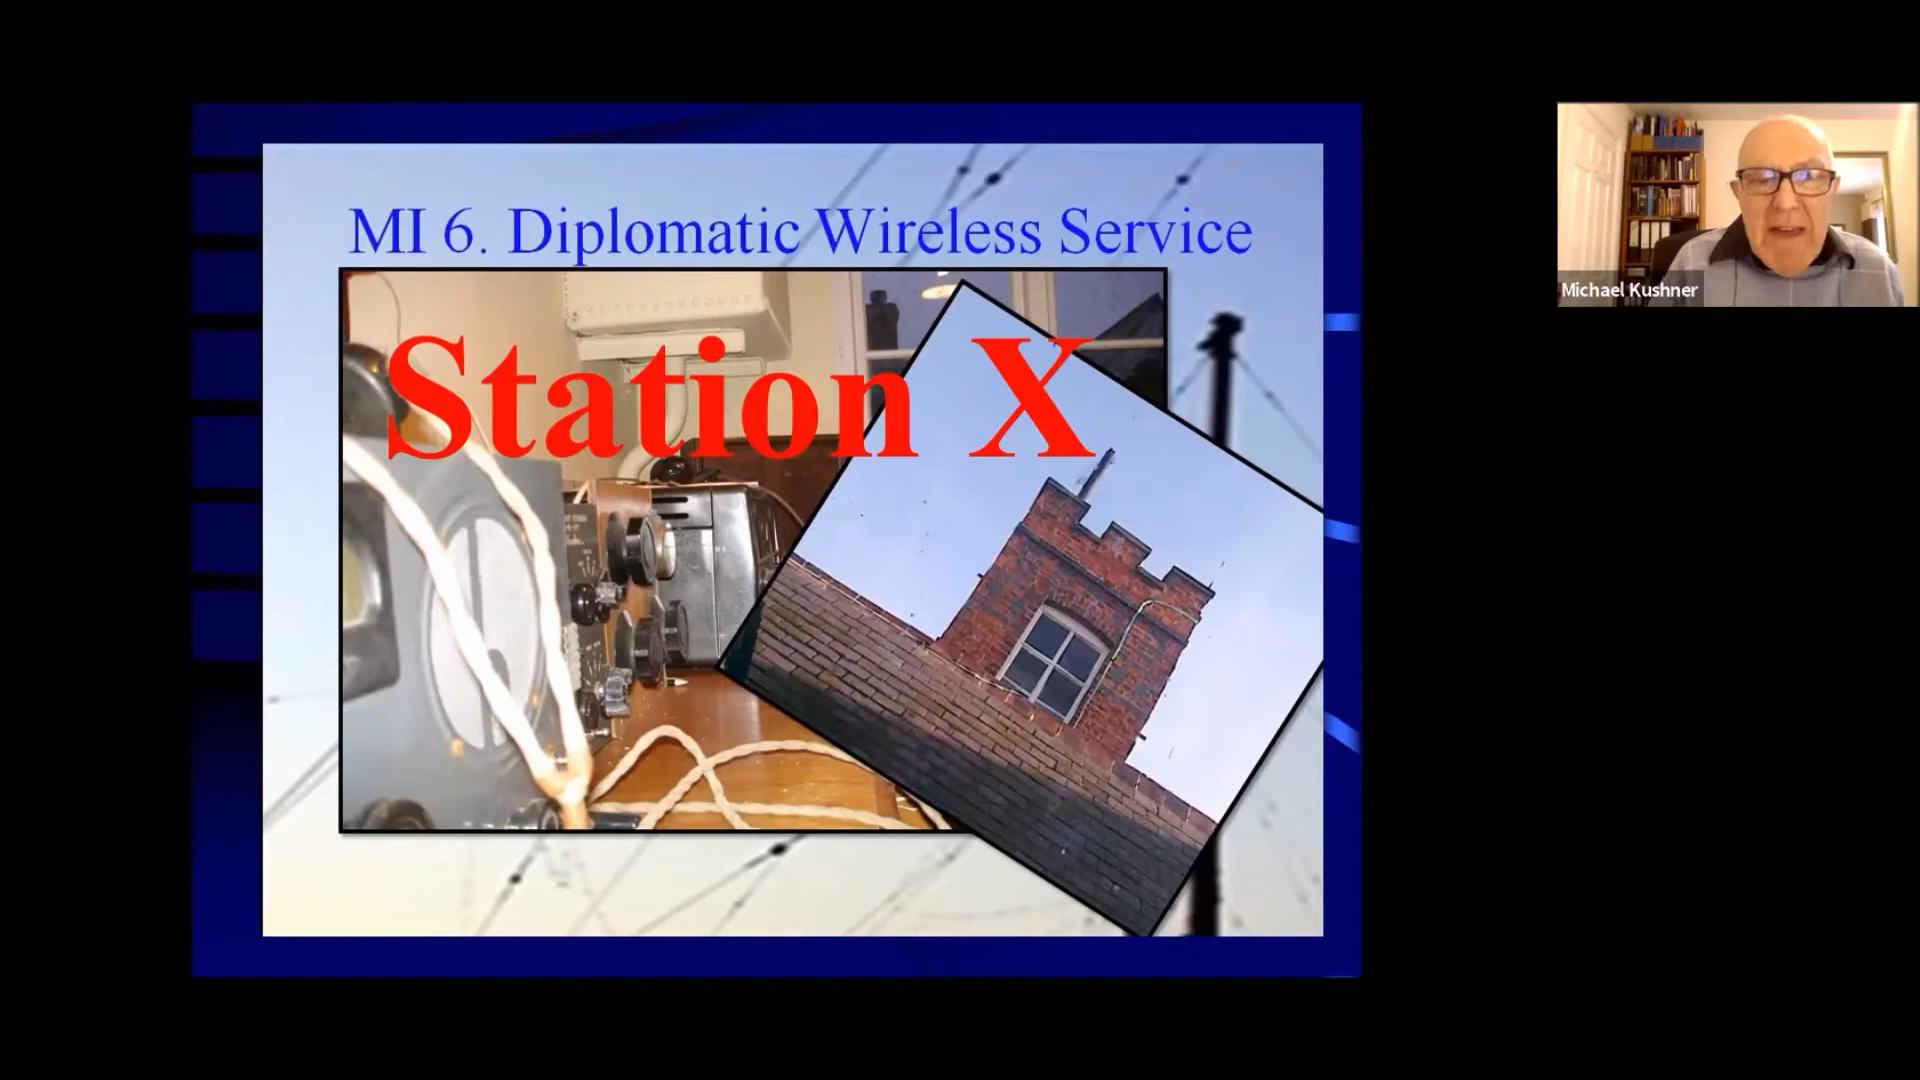 MI 6. Diplomatic Wireless Service
Station X
Michael Kushner